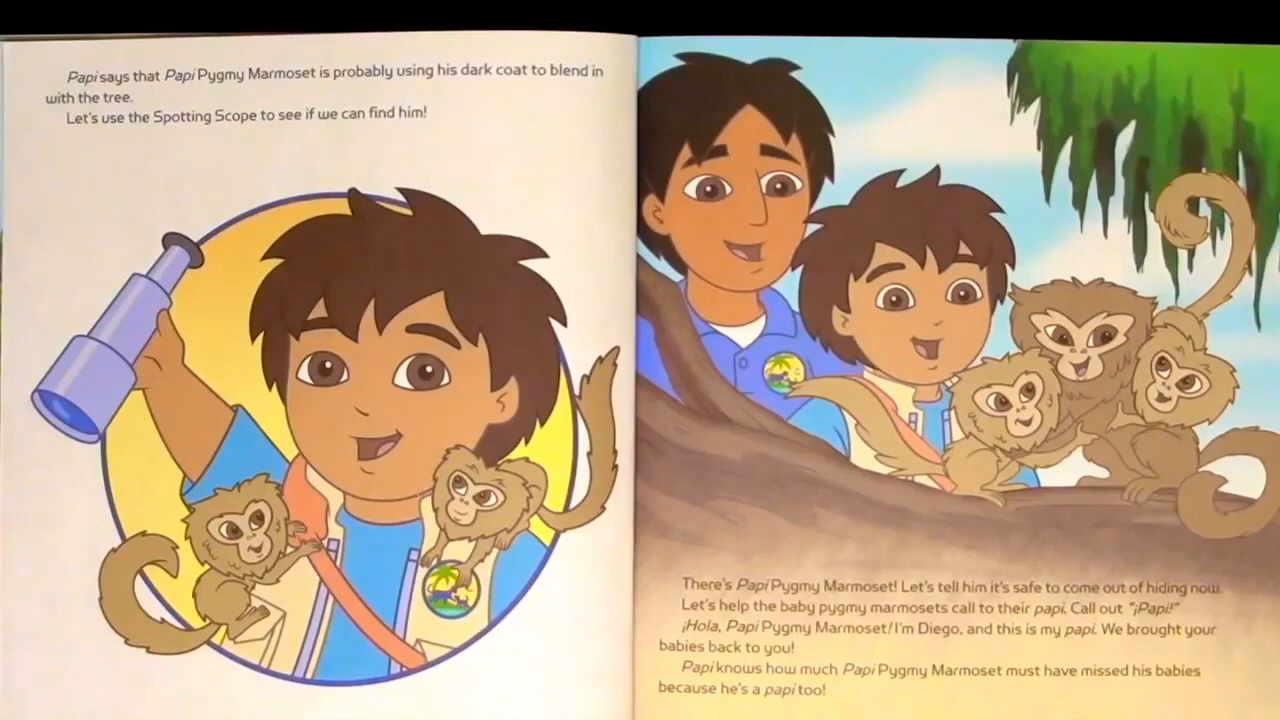 Papi says that Papi Pygmy Marmoset is probably using his dark coat to blend in
with the tree.
Let's use the Spotting Scope to see if we can find him!
There's Papi Pygmy Marmoset! Let's tell him it's safe to come out of hiding now.
Let's help the baby pygmy marmosets call to their papi. Call out "¡Papi!"
¡Hola, Papi Pygmy Marmoset! I'm Diego, and this is my papi. We brought your
babies back to you!
Papi knows how much Papi Pygmy Marmoset must have missed his babies
because he's a papi too!